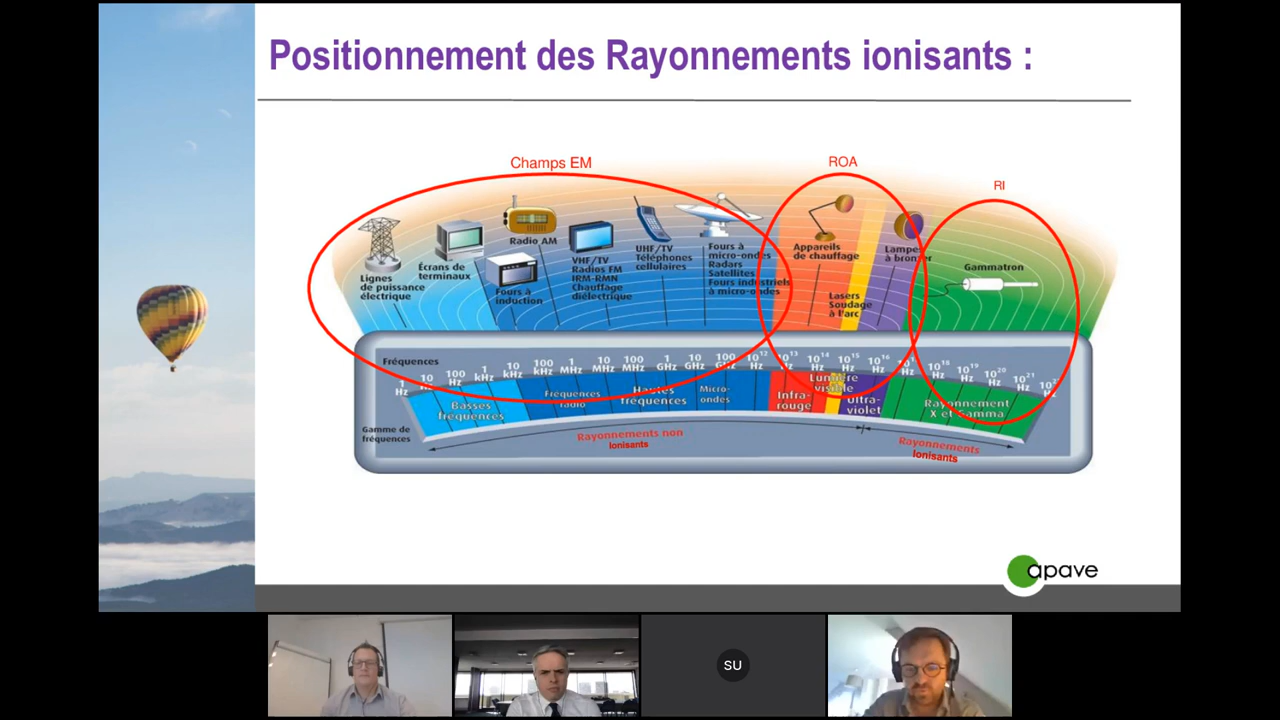 Positionnement des Rayonnements ionisants :
Champs EM
ROA
RI
Lignes
de puissance
électrique
Écrans de
terminaux
Radio AM
Fours à
induction
VHF/TV
Radios FM
IRM-RMN
Chauffage
diélectrique
UHF/TV
Téléphones
cellulaires
Fours à
micro-ondes
Radars
Satellites
Fours industriels
à micro-ondes
Appareils
de chauffage
Lasers
Soudage
à l'arc
Lampes
à bronzer
Gammatron
Fréquences
1
Hz
10
Hz
100
Hz
1
kHz
10
kHz
100
kHz
1
MHz
10
MHz
100
MHz
1
GHz
10
GHz
100
GHz
10¹²
Hz
10¹³
Hz
10¹⁴
Hz
10¹⁵
Hz
10¹⁶
Hz
10¹⁸
Hz
10¹⁹
Hz
10²⁰
Hz
10²¹
Hz
Hz
Gamme de
fréquences
Basses
fréquences
Fréquences
radio
Hautes
fréquences
Micro-
ondes
Infra-
rouge
Lumière
visible
Ultra-
violet
Rayonnement
X et Gamma
Rayonnements non
Ionisants
Rayonnements
Ionisants
apave
SU